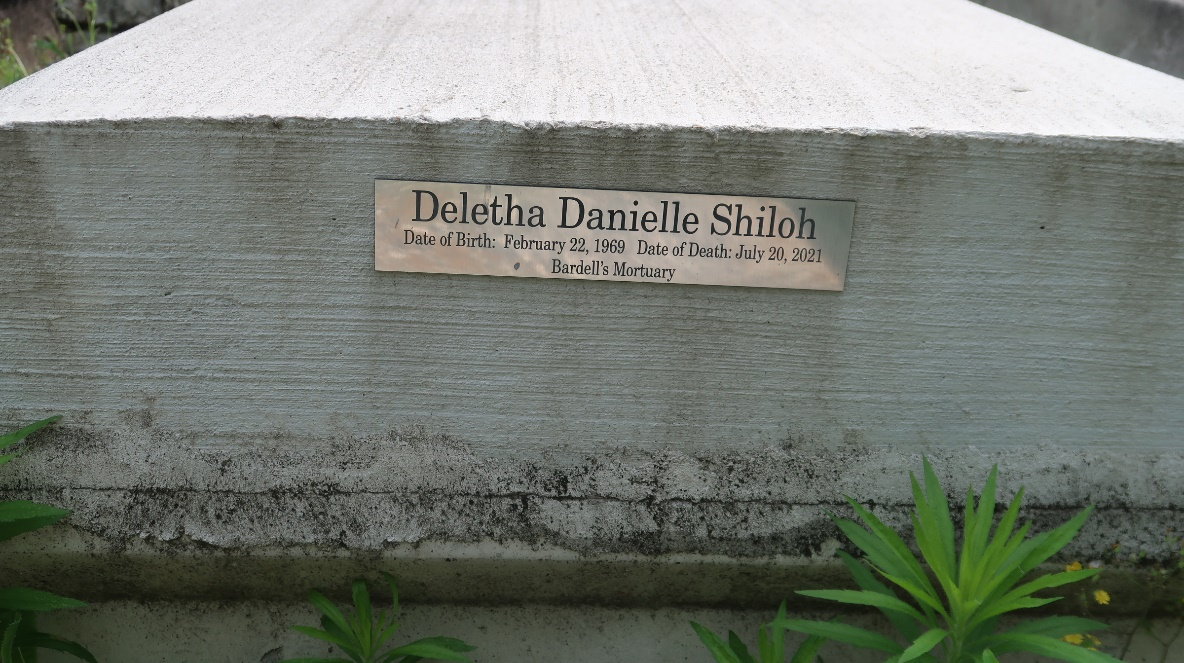 Deletha Danielle Shiloh
Date of Birth: February 22, 1969 Date of Death: July 20, 2021
Bardell's Mortuary